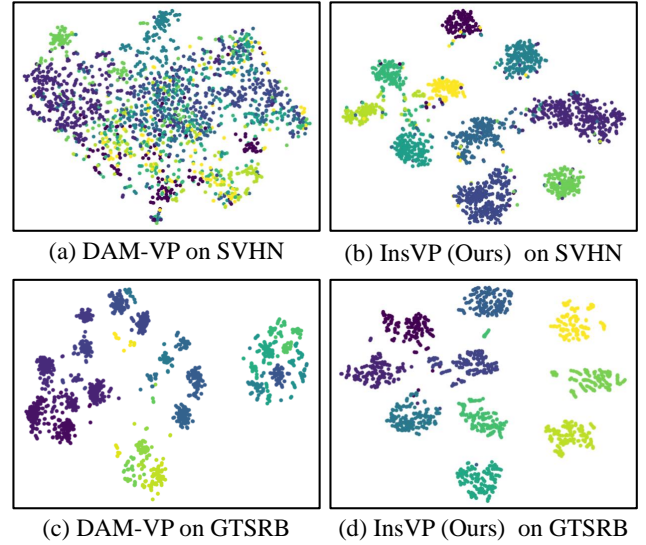 (a) DAM-VP on SVHN
(b) InsVP (Ours) on SVHN
(c) DAM-VP on GTSRB
(d) InsVP (Ours) on GTSRB